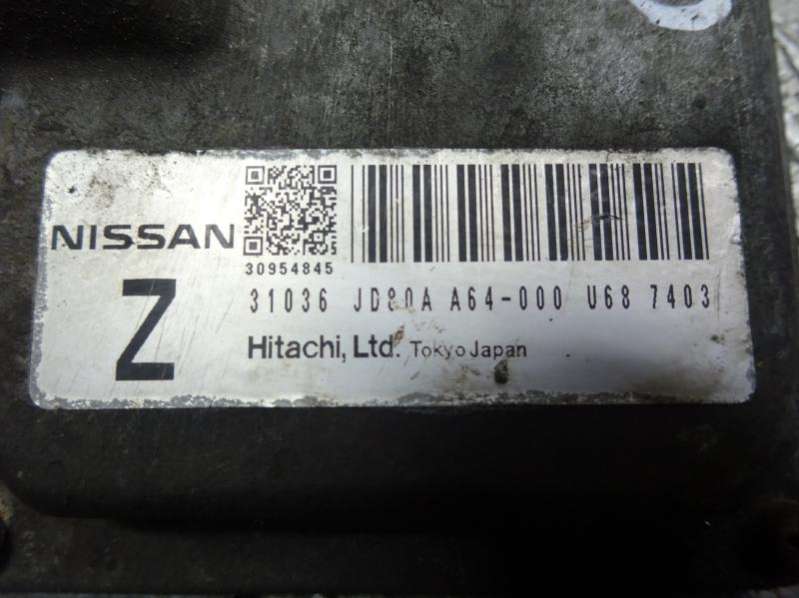 NISSAN
30954845
Z
31036 JD80A A64-000 U68 7403
Hitachi, Ltd. Tokyo Japan